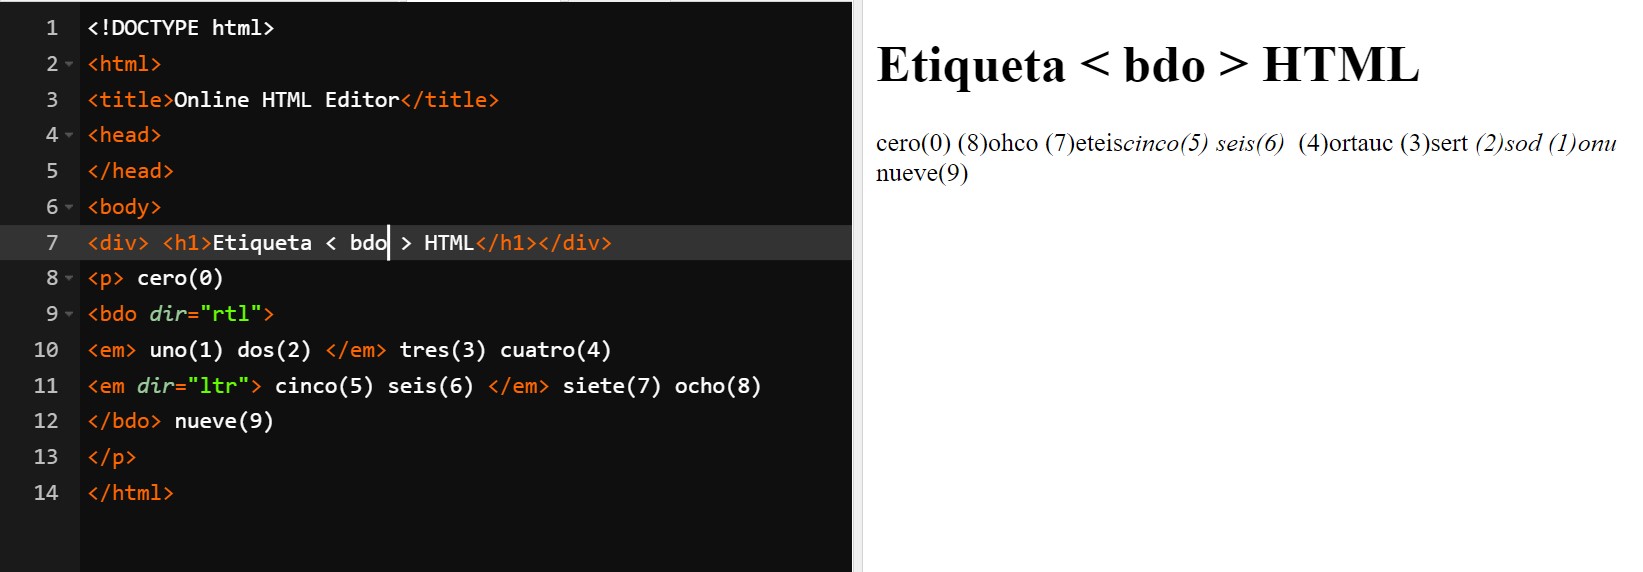 1 <!DOCTYPE html>
2 <html>
3 <title>Online HTML Editor</title>
4 <head>
5 </head>
6 <body>
7 <div> <h1>Etiqueta < bdo > HTML</h1></div>
8 <p> cero(0)
9 <bdo dir="rtl">
10 <em> uno(1) dos(2) </em> tres(3) cuatro(4)
11 <em dir="ltr"> cinco(5) seis(6) </em> siete(7) ocho(8)
12 </bdo> nueve(9)
13 </p>
14 </html>
Etiqueta < bdo > HTML
cero(0) (8)ohco (7)eteiscinco(5) seis(6) (4)ortauc (3)sert (2)sod (1)onu
nueve(9)